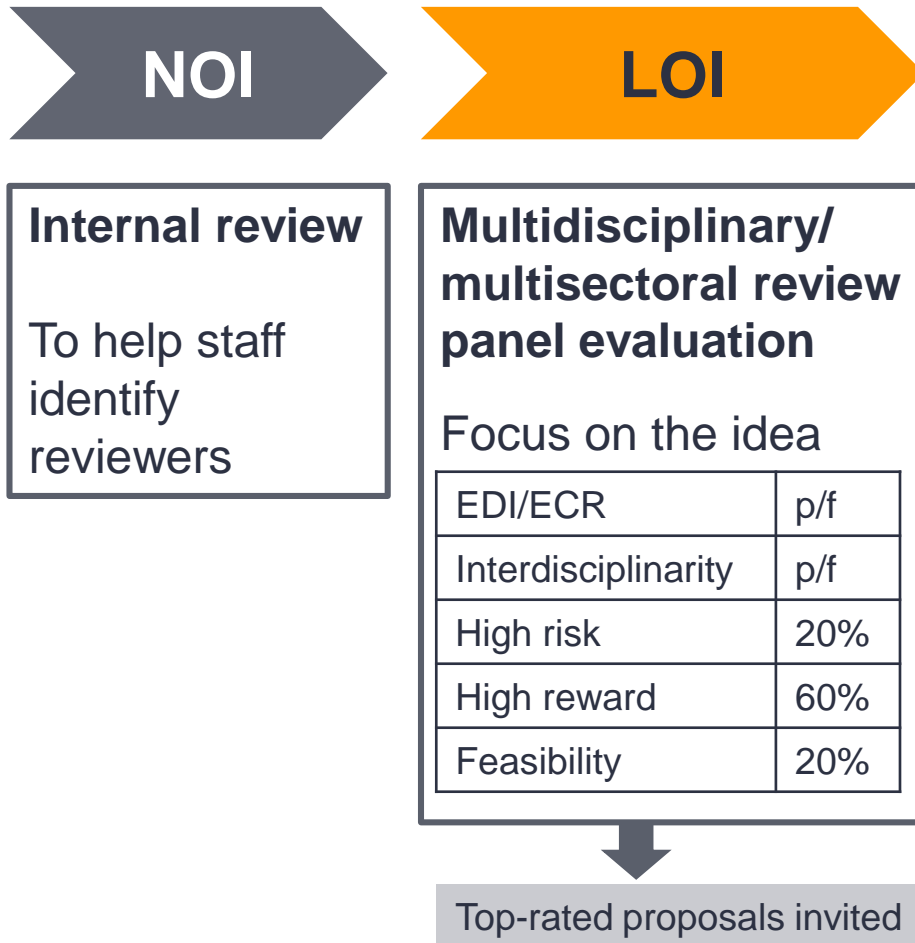 NOI
LOI
Internal review
To help staff
identify
reviewers
Multidisciplinary/
multisectoral review
panel evaluation
Focus on the idea
EDI/ECR p/f
Interdisciplinarity p/f
High risk 20%
High reward 60%
Feasibility 20%
Top-rated proposals invited